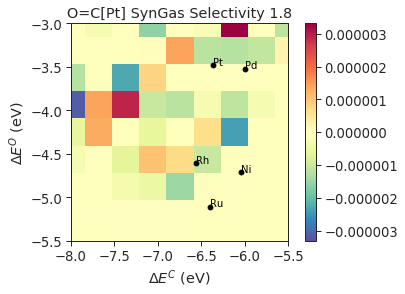 O=C[Pt] SynGas Selectivity 1.8
−3.0
−3.5
−4.0
−4.5
−5.0
−5.5
ΔE^O (eV)
Pt
Pd
Rh
Ni
Ru
−8.0 −7.5 −7.0 −6.5 −6.0 −5.5
ΔE^C (eV)
0.000003
0.000002
0.000001
0.000000
−0.000001
−0.000002
−0.000003